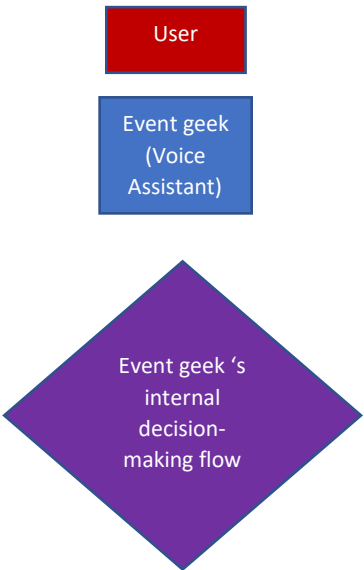 User
Event geek
(Voice
Assistant)
Event geek ‘s
internal
decision-
making flow